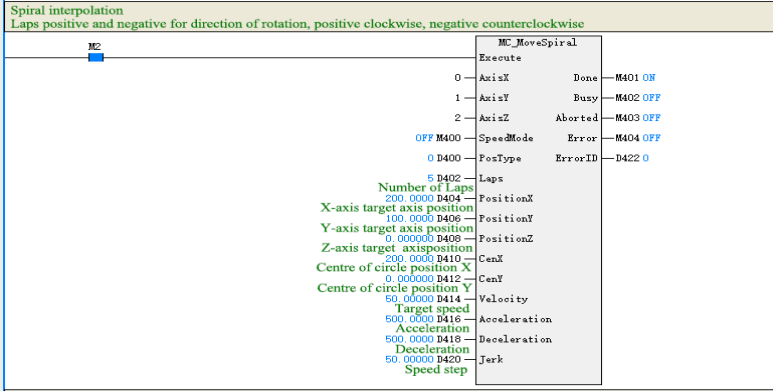 Spiral interpolation
Laps positive and negative for direction of rotation, positive clockwise, negative counterclockwise
M2
MC_MoveSpiral
Execute
0 AxisX Done M401 ON
1 AxisY Busy M402 OFF
2 AxisZ Aborted M403 OFF
OFF M400 SpeedMode Error M404 OFF
0 D400 PosType ErrorID D422 0
5 D402 Laps
Number of Laps
200.0000 D404 PositionX
X-axis target axis position
100.0000 D406 PositionY
Y-axis target axis position
0.000000 D408 PositionZ
Z-axis target axisposition
200.0000 D410 CenX
Centre of circle position X
0.000000 D412 CenY
Centre of circle position Y
50.00000 D414 Velocity
Target speed
500.0000 D416 Acceleration
Acceleration
500.0000 D418 Deceleration
Deceleration
50.00000 D420 Jerk
Speed step